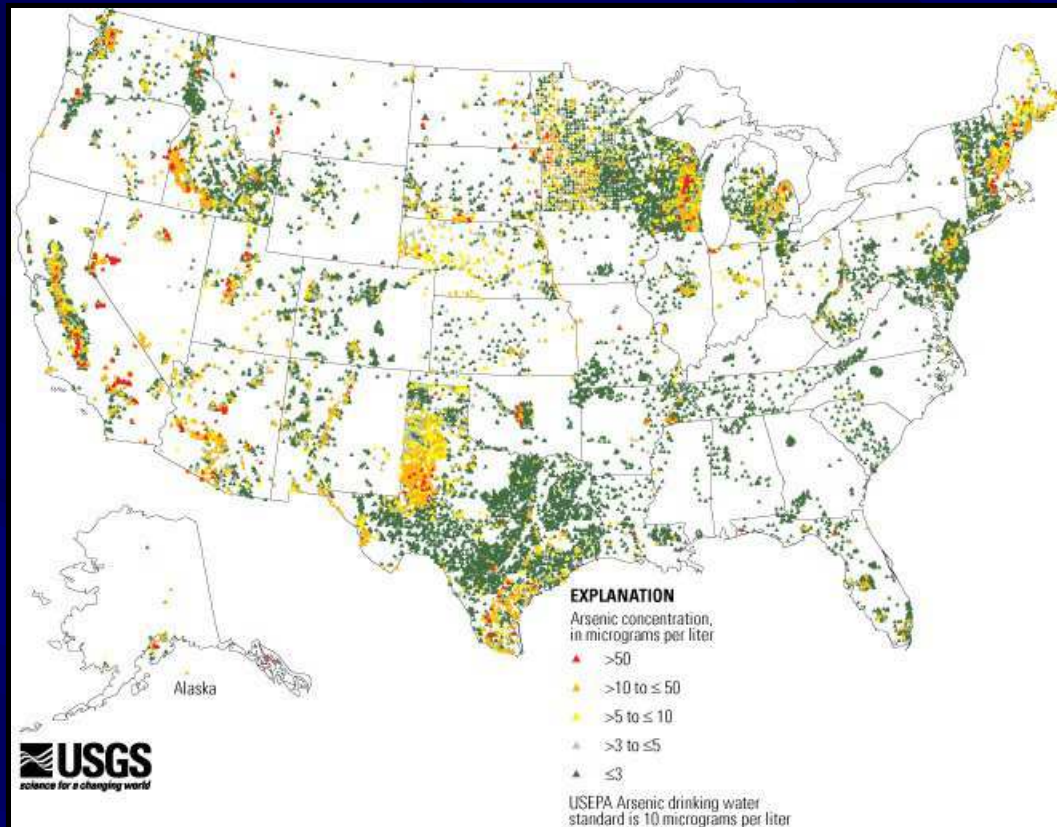 EXPLANATION
Arsenic concentration,
in micrograms per liter
>50
>10 to ≤ 50
>5 to ≤ 10
>3 to ≤5
≤3
USEPA Arsenic drinking water
standard is 10 micrograms per liter
Alaska
USGS
science for a changing world